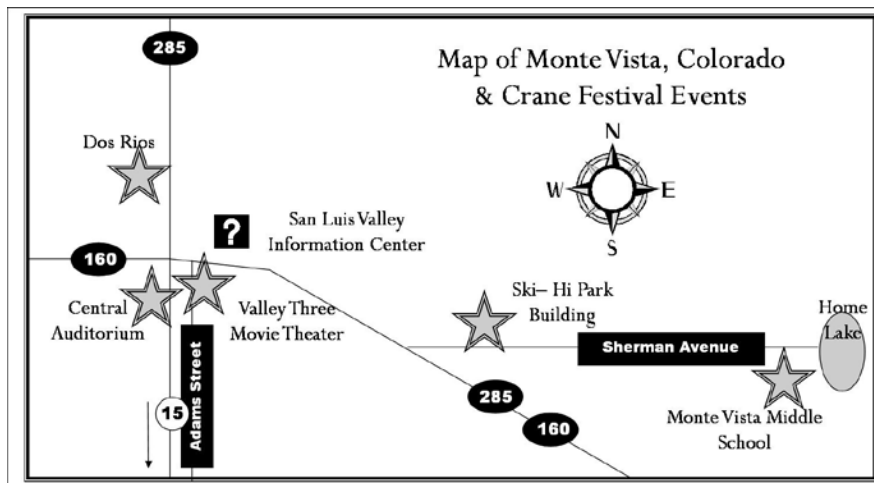 285
Map of Monte Vista, Colorado
& Crane Festival Events
N
W E
S
Dos Rios
?
San Luis Valley
Information Center
160
Central
Auditorium
Valley Three
Movie Theater
Ski– Hi Park
Building
Home
Lake
Sherman Avenue
Adams Street
15
285
160
Monte Vista Middle
School